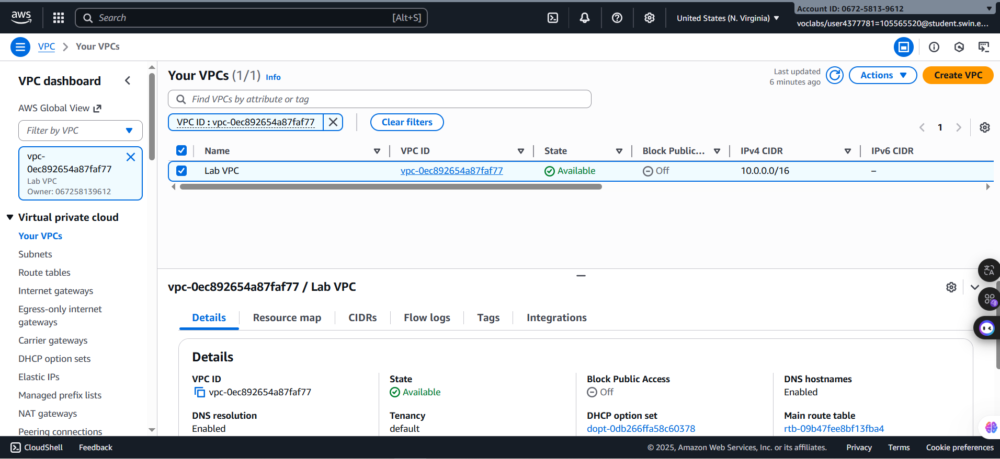 aws
Search
[Alt+S]
United States (N. Virginia)
Account ID: 0672-5813-9612
voclabs/user4377781=105565520@student.swin.e...
VPC
Your VPCs
VPC dashboard
AWS Global View
Filter by VPC
vpc-
0ec892654a87faf77
Lab VPC
Owner: 067258139612
Virtual private cloud
Your VPCs
Subnets
Route tables
Internet gateways
Egress-only internet
gateways
Carrier gateways
DHCP option sets
Elastic IPs
Managed prefix lists
NAT gateways
Peering connections
Your VPCs (1/1) Info
Last updated
6 minutes ago
Actions
Create VPC
Find VPCs by attribute or tag
VPC ID : vpc-0ec892654a87faf77
Clear filters
1
Name VPC ID State Block Public... IPv4 CIDR IPv6 CIDR
Lab VPC vpc-0ec892654a87faf77 Available Off 10.0.0.0/16 –
vpc-0ec892654a87faf77 / Lab VPC
Details Resource map CIDRs Flow logs Tags Integrations
Details
VPC ID
vpc-0ec892654a87faf77
State
Available
Block Public Access
Off
DNS hostnames
Enabled
DNS resolution
Enabled
Tenancy
default
DHCP option set
dopt-0db266ffa58c60378
Main route table
rtb-09b47fee8bf13fba4
CloudShell Feedback
© 2025, Amazon Web Services, Inc. or its affiliates. Privacy Terms Cookie preferences